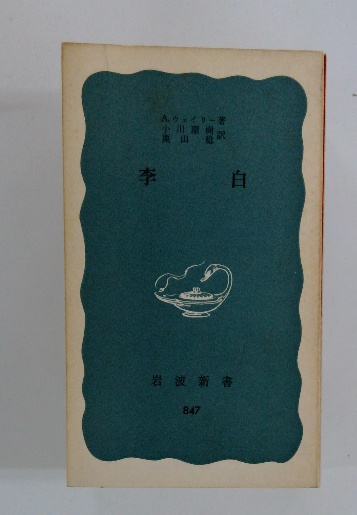 A.ウェイリー著
小川環樹
栗山稔 訳
李白
岩波新書
847